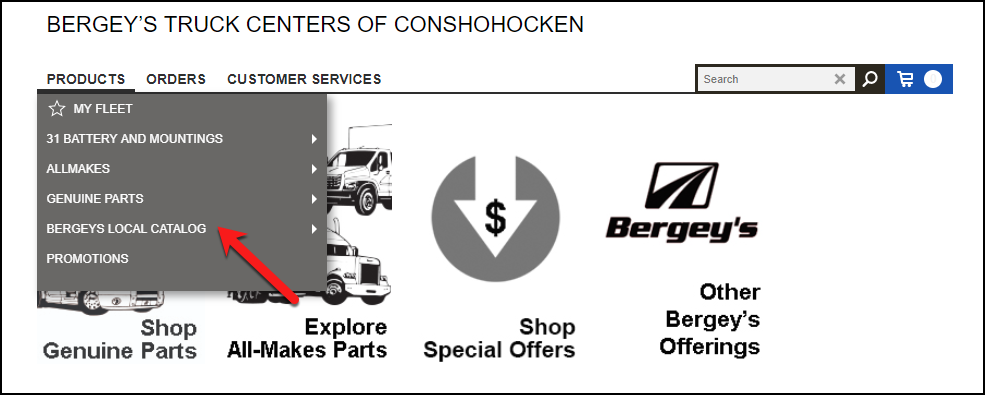 BERGEY'S TRUCK CENTERS OF CONSHOHOCKEN
PRODUCTS ORDERS CUSTOMER SERVICES Search
MY FLEET
31 BATTERY AND MOUNTINGS
ALLMAKES
GENUINE PARTS
BERGEYS LOCAL CATALOG
PROMOTIONS
Shop
Genuine Parts
Explore
All-Makes Parts
$
Shop
Special Offers
Bergey's
Other
Bergey's
Offerings